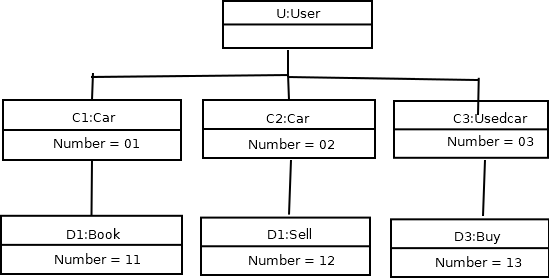 U:User
C1:Car
Number = 01
C2:Car
Number = 02
C3:Usedcar
Number = 03
D1:Book
Number = 11
D1:Sell
Number = 12
D3:Buy
Number = 13